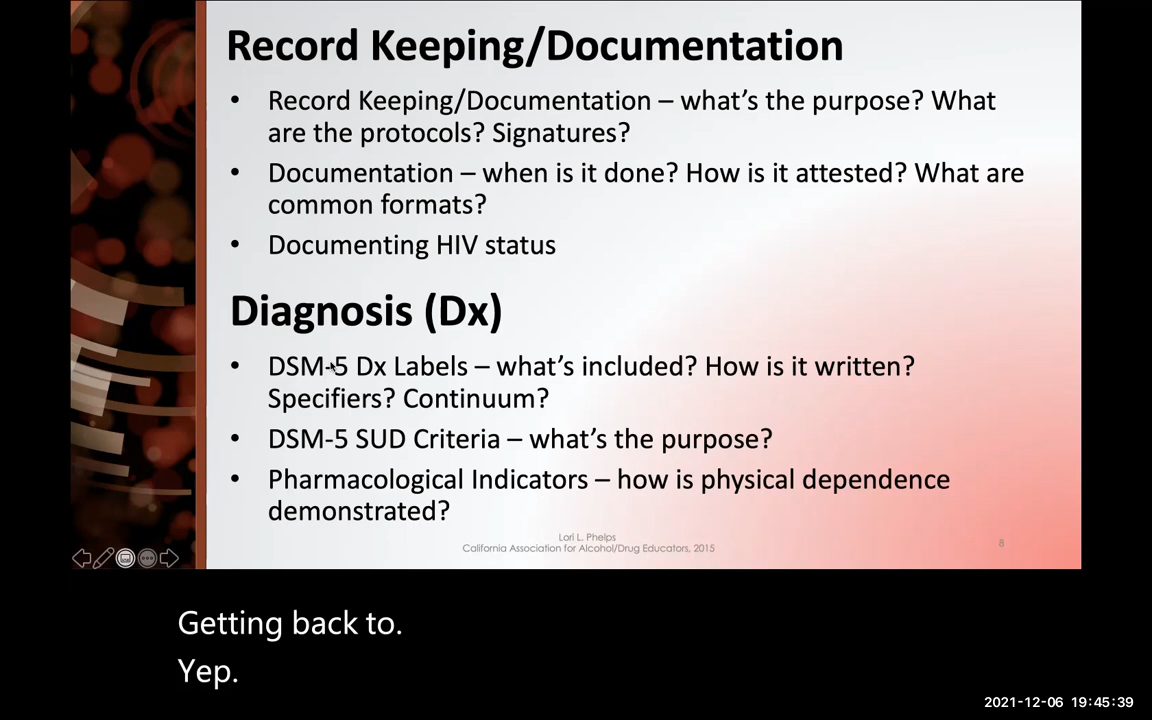 Record Keeping/Documentation
• Record Keeping/Documentation – what's the purpose? What
are the protocols? Signatures?
• Documentation – when is it done? How is it attested? What are
common formats?
• Documenting HIV status
Diagnosis (Dx)
• DSM-5 Dx Labels – what's included? How is it written?
Specifiers? Continuum?
• DSM-5 SUD Criteria – what's the purpose?
• Pharmacological Indicators – how is physical dependence
demonstrated?
Lori L. Phelps
California Association for Alcohol/Drug Educators, 2015
8
Getting back to.
Yep.
2021-12-06 19:45:39